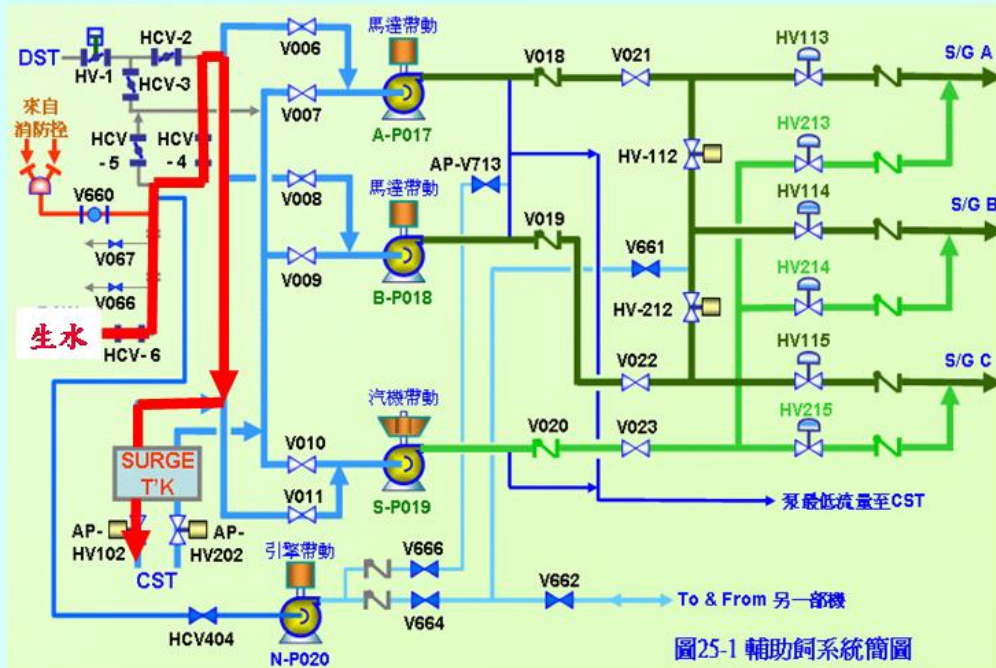 馬達帶動
HCV-2
V006
V018
V021
HV113
S/G A
DST
HV-1
HCV-3
V007
A-P017
來自
消防拴
HCV
-5
HCV
-4
HV213
HV-112
AP-V713
馬達帶動
V008
HV114
V660
V019
S/G B
V067
V661
V009
B-P018
HV214
V066
HV-212
生水
HCV-6
HV115
V022
S/G C
汽機帶動
HV215
V020
V023
V010
SURGE
T'K
S-P019
V011
泵最低流量至CST
AP-
HV102
AP-
HV202
引擎帶動
V666
CST
V662
To & From 另一部機
HCV404
V664
N-P020
圖25-1 輔助飼系統簡圖